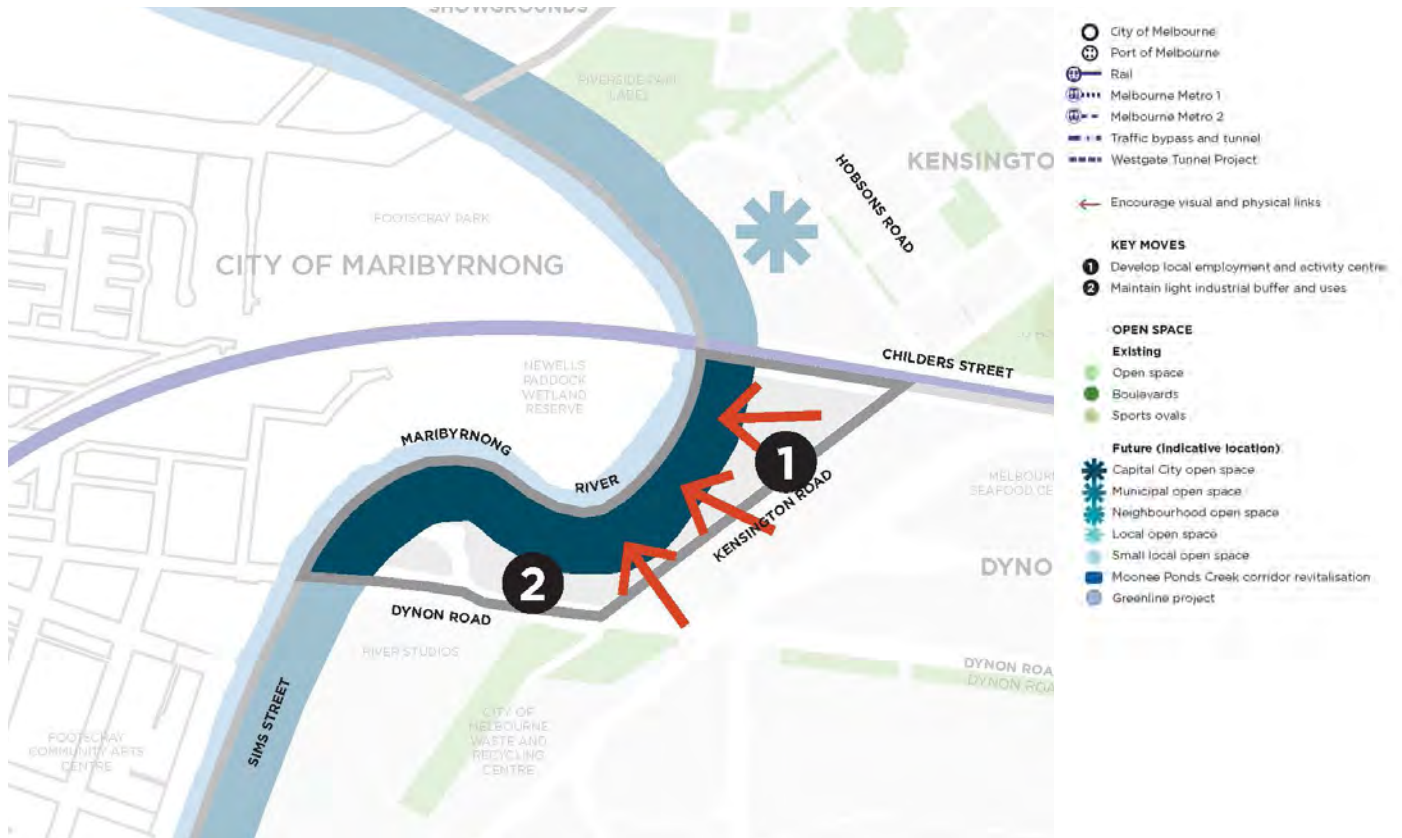 SHOWGROUNDS
RIVERSIDE PARK
LABEL
KENSINGTO
HOBSONS ROAD
FOOTSCRAY PARK
CITY OF MARIBYRNONG
CHILDERS STREET
NEWELLS
PADDOCK
WETLAND
RESERVE
MARIBYRNONG
RIVER
1
KENSINGTON ROAD
MELBOUR
SEAFOOD CE
2
DYNO
DYNON ROAD
RIVER STUDIOS
DYNON ROA
DYNON ROA
SIMS STREET
CITY OF
MELBOURNE
WASTE AND
RECYCLING
CENTRE
FOOTSCRAY
COMMUNITY ARTS
CENTRE
City of Melbourne
Port of Melbourne
Rail
Melbourne Metro 1
Melbourne Metro 2
Traffic bypass and tunnel
Westgate Tunnel Project
Encourage visual and physical links
KEY MOVES
1 Develop local employment and activity centre
2 Maintain light industrial buffer and uses
OPEN SPACE
Existing
Open space
Boulevards
Sports ovals
Future (Indicative location)
Capital City open space
Municipal open space
Neighbourhood open space
Local open space
Small local open space
Moonee Ponds Creek corridor revitalisation
Greenline project